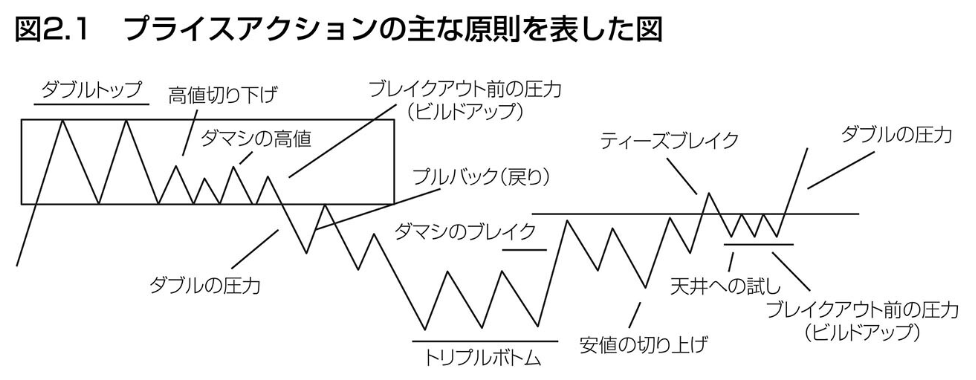 図2.1　プライスアクションの主な原則を表した図
ダブルトップ
高値切り下げ
ダマシの高値
ブレイクアウト前の圧力
（ビルドアップ）
プルバック（戻り）
ダブルの圧力
ダマシのブレイク
トリプルボトム
ティーズブレイク
ダブルの圧力
天井への試し
安値の切り上げ
ブレイクアウト前の圧力
（ビルドアップ）